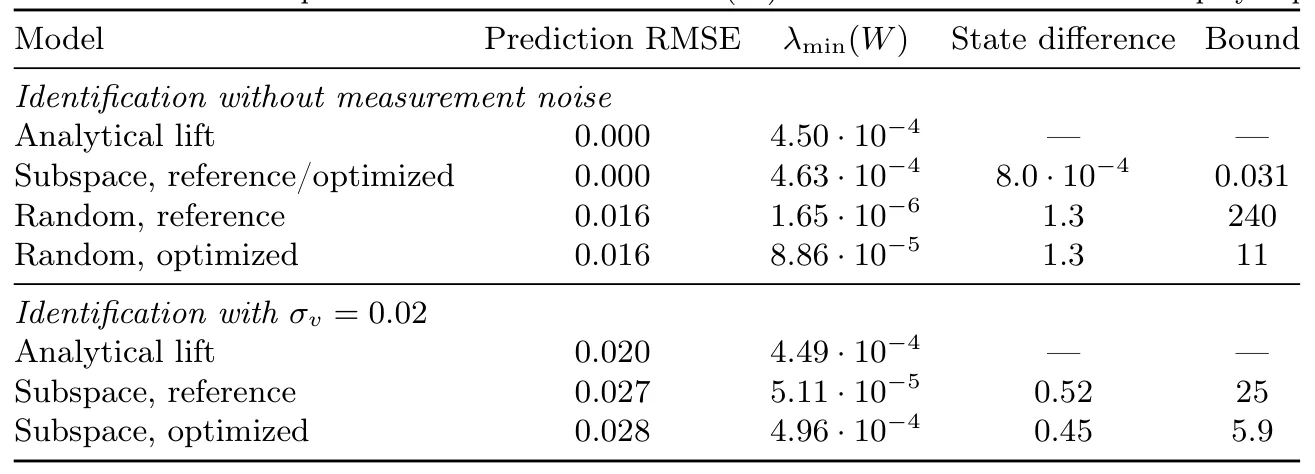 Model Prediction RMSE λmin(W) State difference Bound
Identification without measurement noise
Analytical lift 0.000 4.50 · 10⁻⁴ — —
Subspace, reference/optimized 0.000 4.63 · 10⁻⁴ 8.0 · 10⁻⁴ 0.031
Random, reference 0.016 1.65 · 10⁻⁶ 1.3 240
Random, optimized 0.016 8.86 · 10⁻⁵ 1.3 11
Identification with σᵥ = 0.02
Analytical lift 0.020 4.49 · 10⁻⁴ — —
Subspace, reference 0.027 5.11 · 10⁻⁵ 0.52 25
Subspace, optimized 0.028 4.96 · 10⁻⁴ 0.45 5.9